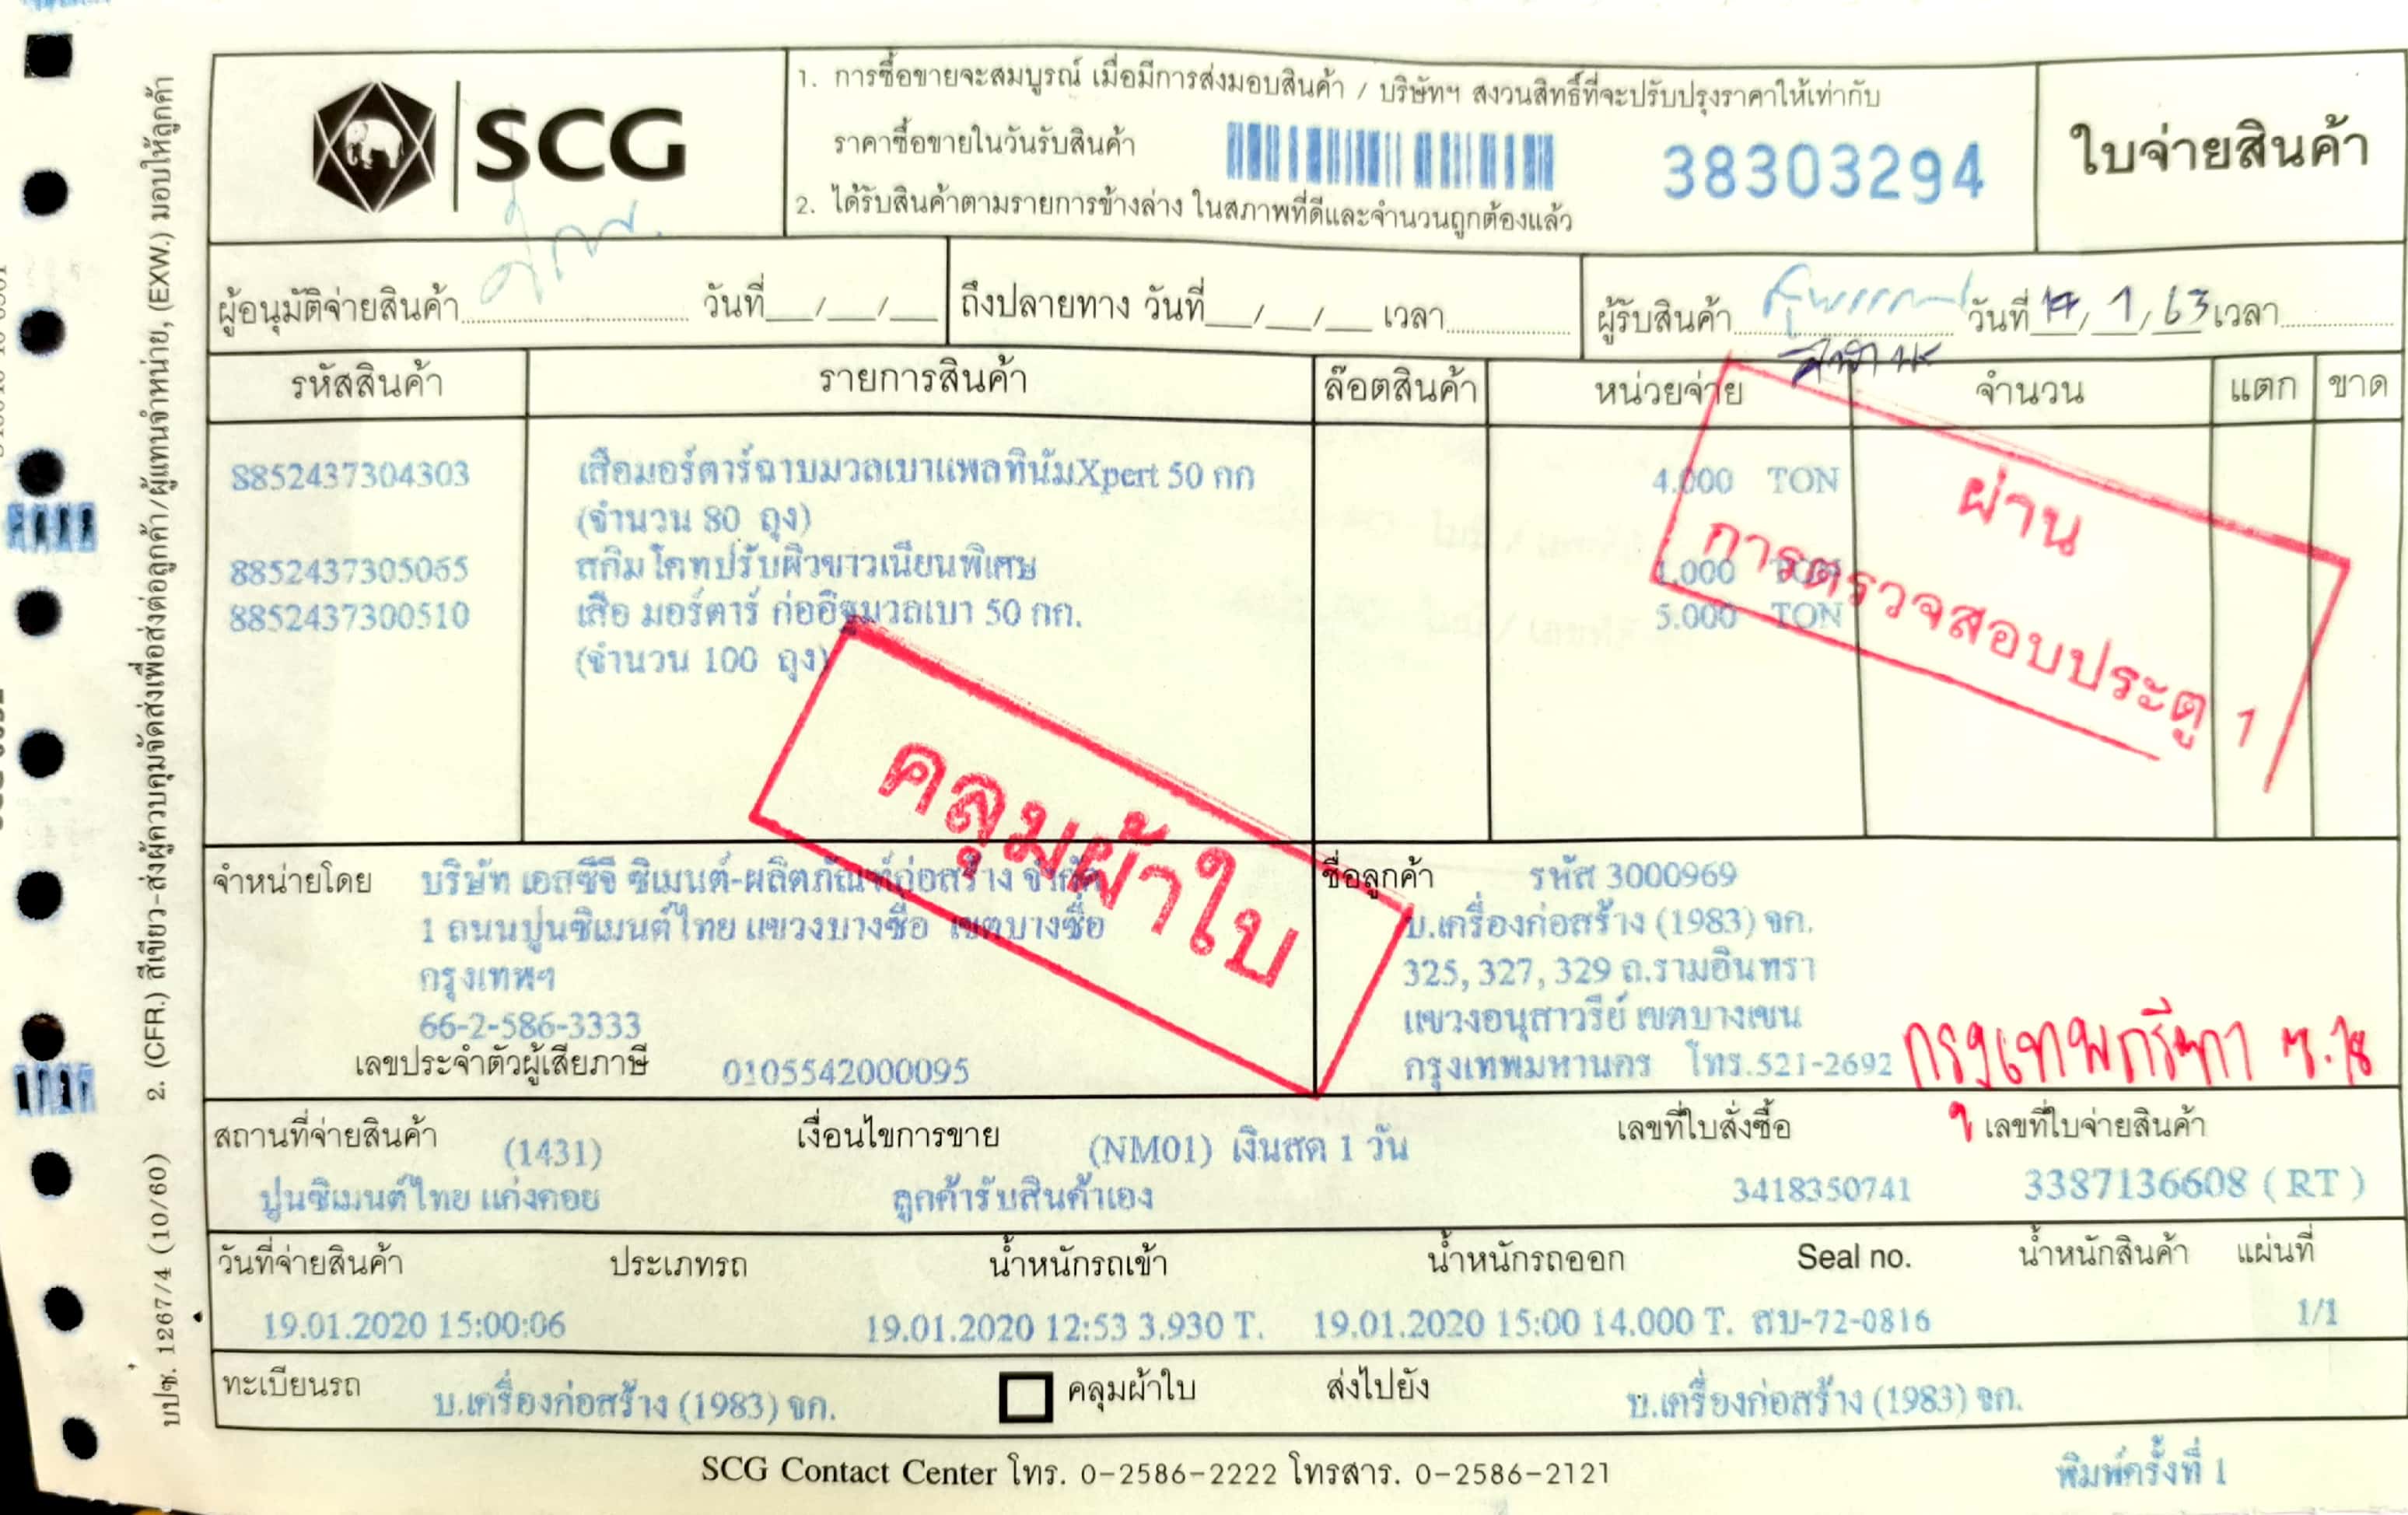 SCG
1. การซื้อขายจะสมบูรณ์ เมื่อมีการส่งมอบสินค้า / บริษัทฯ สงวนสิทธิ์ที่จะปรับปรุงราคาให้เท่ากับ
ราคาซื้อขายในวันรับสินค้า
38303294
2. ได้รับสินค้าตามรายการข้างล่าง ในสภาพที่ดีและจำนวนถูกต้องแล้ว
ใบจ่ายสินค้า
ผู้อนุมัติจ่ายสินค้า วันที่ / / ถึงปลายทาง วันที่ / / เวลา ผู้รับสินค้า วันที่ / 1 / 63 เวลา
รหัสสินค้า รายการสินค้า ล๊อตสินค้า หน่วยจ่าย จำนวน แตก ขาด
8852437304303 เสือมอร์ตาร์ฉาบมวลเบาแพลทินัมXpert 50 กก 4.000 TON
(จำนวน 80 ถุง)
8852437305065 สกิมโคทปรับผิวขาวเนียนพิเศษ 1.000 TON
8852437300510 เสือ มอร์ตาร์ ก่ออิฐมวลเบา 50 กก. 5.000 TON
(จำนวน 100 ถุง)
ผ่าน
การตรวจสอบประตู 1
คลุมผ้าใบ
จำหน่ายโดย บริษัท เอสซีจี ซิเมนต์-ผลิตภัณฑ์ก่อสร้าง จำกัด
1 ถนนปูนซิเมนต์ไทย แขวงบางซื่อ เขตบางซื่อ
กรุงเทพฯ
66-2-586-3333
เลขประจำตัวผู้เสียภาษี 0105542000095
ชื่อลูกค้า รหัส 3000969
บ.เครื่องก่อสร้าง (1983) จก.
325, 327, 329 ถ.รามอินทรา
แขวงอนุสาวรีย์ เขตบางเขน
กรุงเทพมหานคร โทร.521-2692
สถานที่จ่ายสินค้า (1431) เงื่อนไขการขาย (NM01) เงินสด 1 วัน เลขที่ใบสั่งซื้อ เลขที่ใบจ่ายสินค้า
ปูนซิเมนต์ไทย แก่งคอย ลูกค้ารับสินค้าเอง 3418350741 3387136608 ( RT )
วันที่จ่ายสินค้า ประเภทรถ น้ำหนักรถเข้า น้ำหนักรถออก Seal no. น้ำหนักสินค้า แผ่นที่
19.01.2020 15:00:06 19.01.2020 12:53 3.930 T. 19.01.2020 15:00 14.000 T. สบ-72-0816 1/1
ทะเบียนรถ บ.เครื่องก่อสร้าง (1983) จก. คลุมผ้าใบ ส่งไปยัง บ.เครื่องก่อสร้าง (1983) จก.
SCG Contact Center โทร. 0-2586-2222 โทรสาร. 0-2586-2121
พิมพ์ครั้งที่ 1
บปซ. 1267/4 (10/60) 2. (CFR.) สีเขียว-ส่งผู้ควบคุมจัดส่งเพื่อส่งต่อลูกค้า/ผู้แทนจำหน่าย, (EXW.) มอบให้ลูกค้า